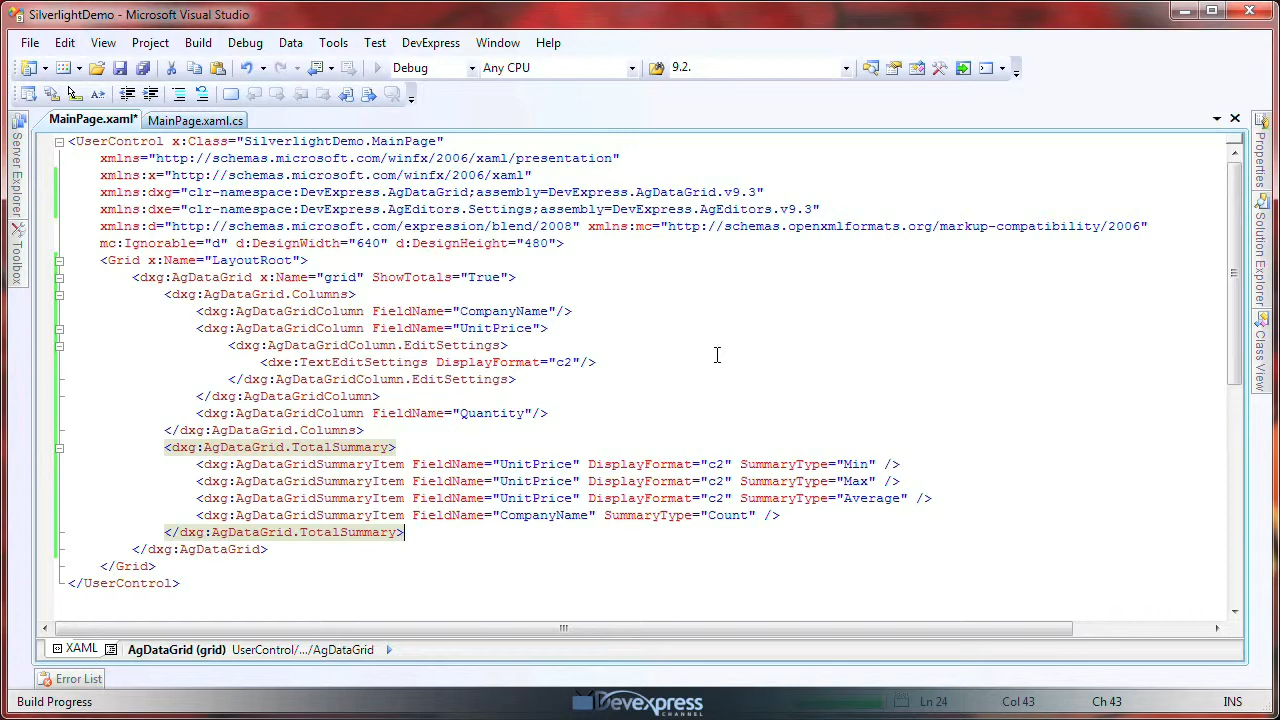 SilverlightDemo - Microsoft Visual Studio
File Edit View Project Build Debug Data Tools Test DevExpress Window Help
Debug Any CPU 9.2.
MainPage.xaml* MainPage.xaml.cs
Server Explorer
Toolbox
Properties
Solution Explorer
Class View
<UserControl x:Class="SilverlightDemo.MainPage"
xmlns="http://schemas.microsoft.com/winfx/2006/xaml/presentation"
xmlns:x="http://schemas.microsoft.com/winfx/2006/xaml"
xmlns:dxg="clr-namespace:DevExpress.AgDataGrid;assembly=DevExpress.AgDataGrid.v9.3"
xmlns:dxe="clr-namespace:DevExpress.AgEditors.Settings;assembly=DevExpress.AgEditors.v9.3"
xmlns:d="http://schemas.microsoft.com/expression/blend/2008" xmlns:mc="http://schemas.openxmlformats.org/markup-compatibility/2006"
mc:Ignorable="d" d:DesignWidth="640" d:DesignHeight="480">
<Grid x:Name="LayoutRoot">
<dxg:AgDataGrid x:Name="grid" ShowTotals="True">
<dxg:AgDataGrid.Columns>
<dxg:AgDataGridColumn FieldName="CompanyName"/>
<dxg:AgDataGridColumn FieldName="UnitPrice">
<dxg:AgDataGridColumn.EditSettings>
<dxe:TextEditSettings DisplayFormat="c2"/>
</dxg:AgDataGridColumn.EditSettings>
</dxg:AgDataGridColumn>
<dxg:AgDataGridColumn FieldName="Quantity"/>
</dxg:AgDataGrid.Columns>
<dxg:AgDataGrid.TotalSummary>
<dxg:AgDataGridSummaryItem FieldName="UnitPrice" DisplayFormat="c2" SummaryType="Min" />
<dxg:AgDataGridSummaryItem FieldName="UnitPrice" DisplayFormat="c2" SummaryType="Max" />
<dxg:AgDataGridSummaryItem FieldName="UnitPrice" DisplayFormat="c2" SummaryType="Average" />
<dxg:AgDataGridSummaryItem FieldName="CompanyName" SummaryType="Count" />
</dxg:AgDataGrid.TotalSummary>
</dxg:AgDataGrid>
</Grid>
</UserControl>
XAML AgDataGrid (grid) UserControl/.../AgDataGrid
Error List
Build Progress Devexpress CHANNEL Ln 24 Col 43 Ch 43 INS